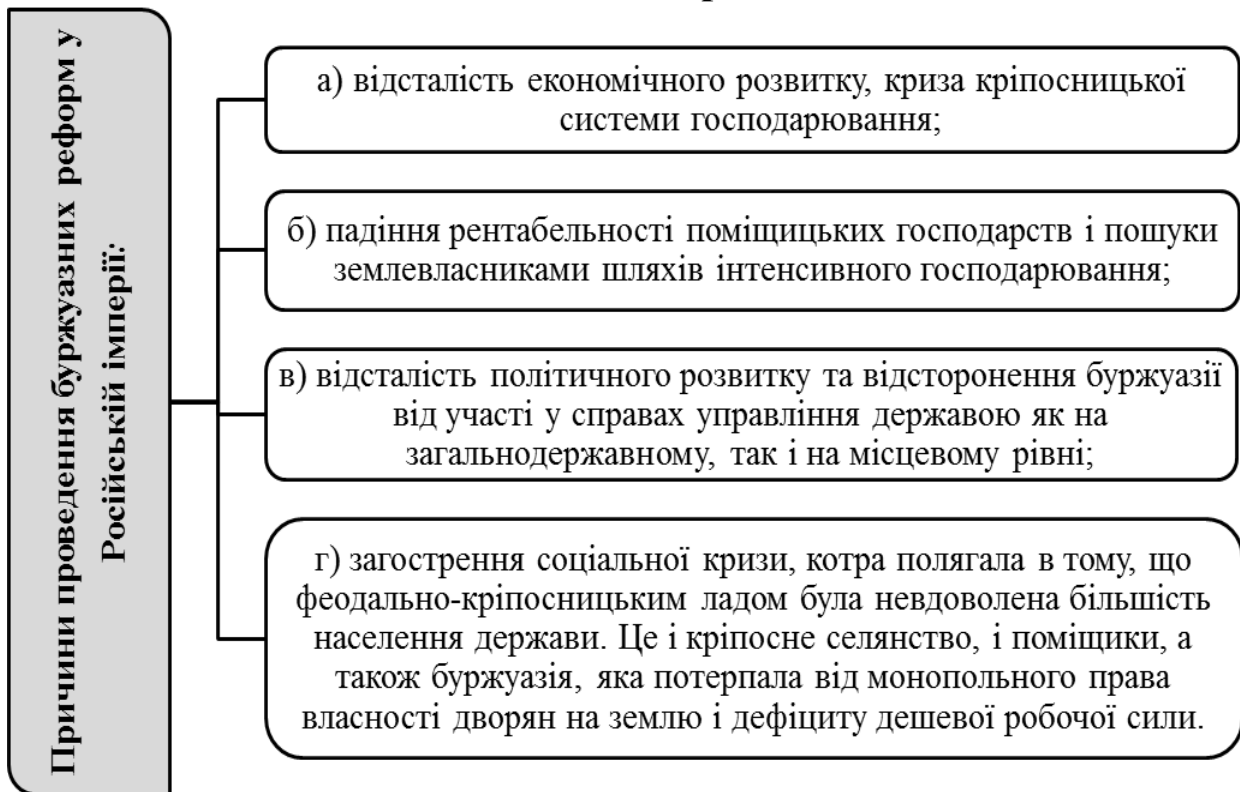 Причини проведення буржуазних реформ у
Російській імперії:
а) відсталість економічного розвитку, криза кріпосницької
системи господарювання;
б) падіння рентабельності поміщицьких господарств і пошуки
землевласниками шляхів інтенсивного господарювання;
в) відсталість політичного розвитку та відсторонення буржуазії
від участі у справах управління державою як на
загальнодержавному, так і на місцевому рівні;
г) загострення соціальної кризи, котра полягала в тому, що
феодально-кріпосницьким ладом була невдоволена більшість
населення держави. Це і кріпосне селянство, і поміщики, а
також буржуазія, яка потерпала від монопольного права
власності дворян на землю і дефіциту дешевої робочої сили.